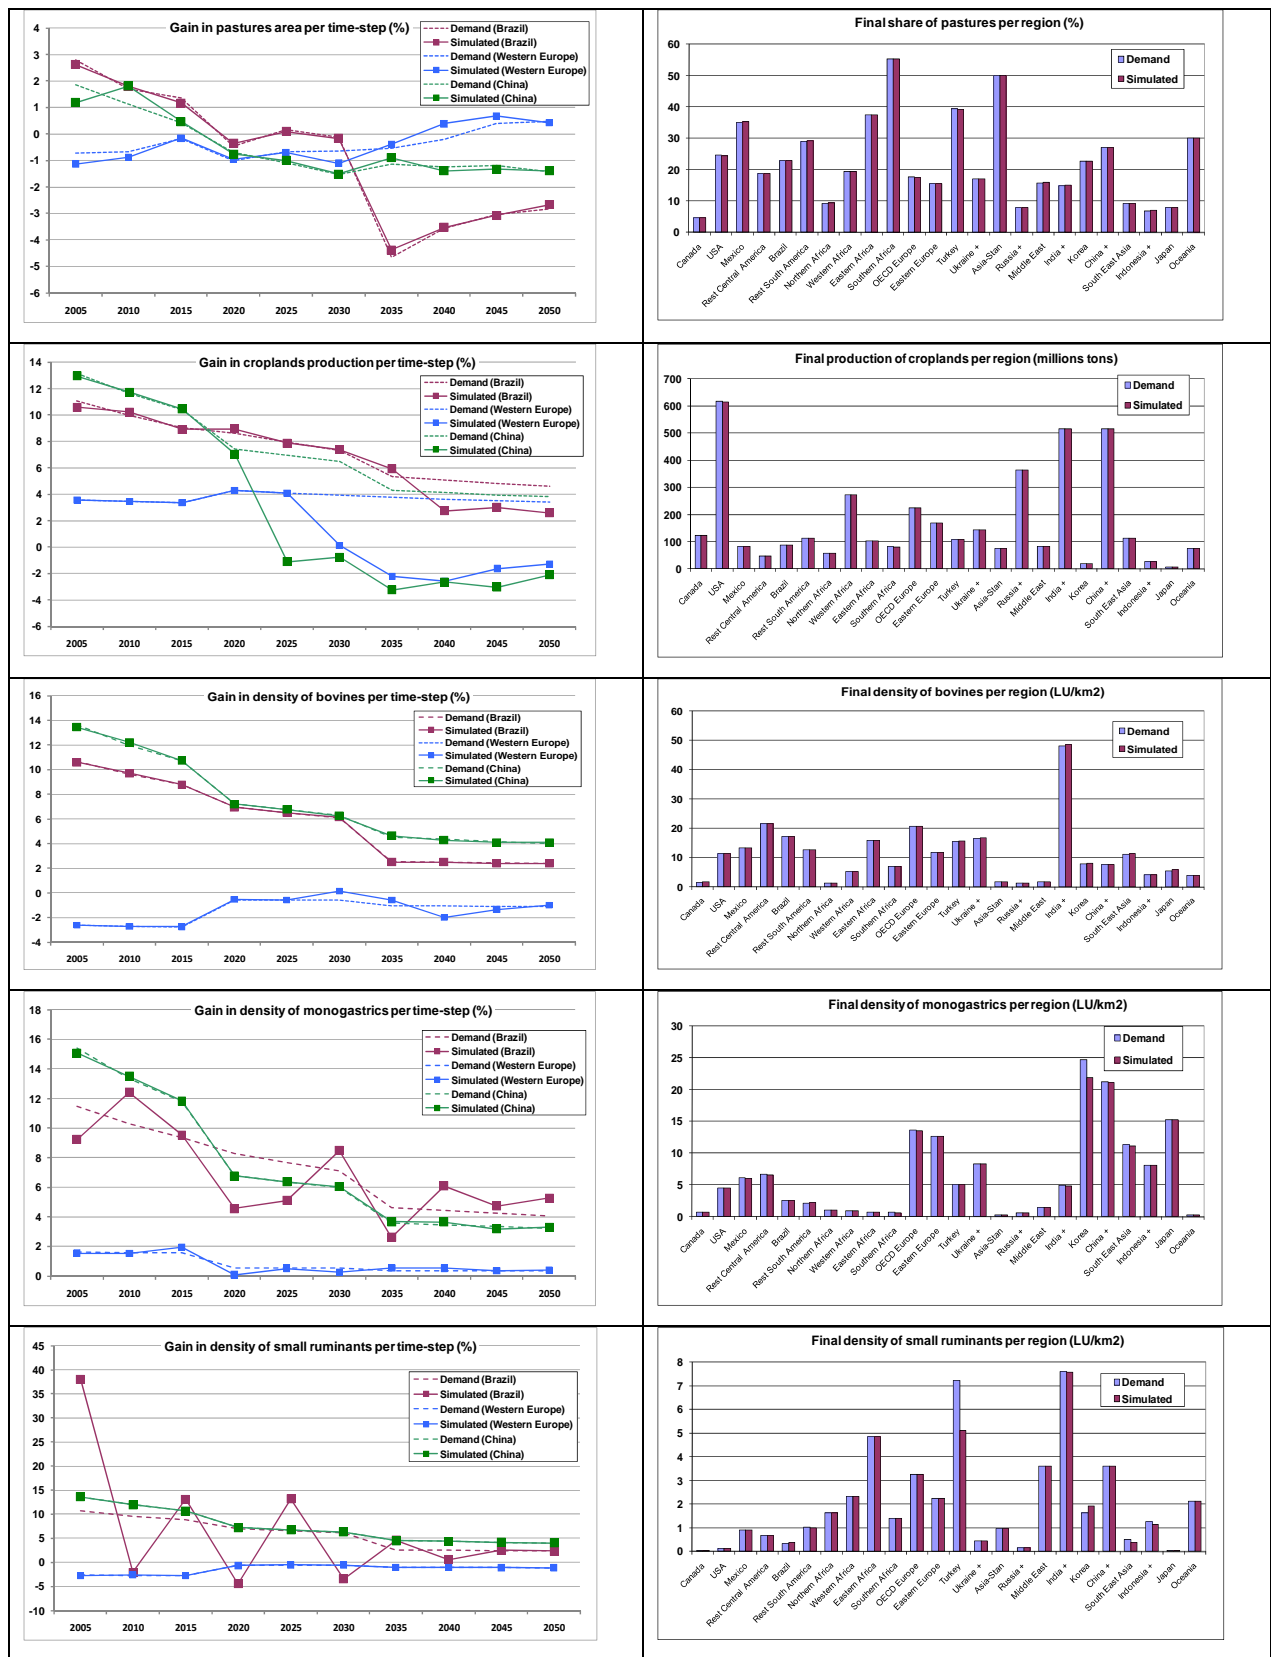 Gain in pastures area per time-step (%)
Demand (Brazil)
Simulated (Brazil)
Demand (Western Europe)
Simulated (Western Europe)
Demand (China)
Simulated (China)
4
3
2
1
0
-1
-2
-3
-4
-5
-6
2005 2010 2015 2020 2025 2030 2035 2040 2045 2050
Final share of pastures per region (%)
Demand
Simulated
60
50
40
30
20
10
0
Canada USA Mexico Rest Central America Brazil Rest South America Northern Africa Western Africa Eastern Africa Southern Africa OECD Europe Eastern Europe Turkey Ukraine + Asia-Stan Russia + Middle East India + Korea China + South East Asia Indonesia + Japan Oceania
Gain in croplands production per time-step (%)
Demand (Brazil)
Simulated (Brazil)
Demand (Western Europe)
Simulated (Western Europe)
Demand (China)
Simulated (China)
14
12
10
8
6
4
2
0
-2
-4
-6
2005 2010 2015 2020 2025 2030 2035 2040 2045 2050
Final production of croplands per region (millions tons)
Demand
Simulated
700
600
500
400
300
200
100
0
Canada USA Mexico Rest Central America Brazil Rest South America Northern Africa Western Africa Eastern Africa Southern Africa OECD Europe Eastern Europe Turkey Ukraine + Asia-Stan Russia + Middle East India + Korea China + South East Asia Indonesia + Japan Oceania
Gain in density of bovines per time-step (%)
Demand (Brazil)
Simulated (Brazil)
Demand (Western Europe)
Simulated (Western Europe)
Demand (China)
Simulated (China)
16
14
12
10
8
6
4
2
0
-2
-4
2005 2010 2015 2020 2025 2030 2035 2040 2045 2050
Final density of bovines per region (LU/km2)
Demand
Simulated
60
50
40
30
20
10
0
Canada USA Mexico Rest Central America Brazil Rest South America Northern Africa Western Africa Eastern Africa Southern Africa OECD Europe Eastern Europe Turkey Ukraine + Asia-Stan Russia + Middle East India + Korea China + South East Asia Indonesia + Japan Oceania
Gain in density of monogastrics per time-step (%)
Demand (Brazil)
Simulated (Brazil)
Demand (Western Europe)
Simulated (Western Europe)
Demand (China)
Simulated (China)
18
16
14
12
10
8
6
4
2
0
2005 2010 2015 2020 2025 2030 2035 2040 2045 2050
Final density of monogastrics per region (LU/km2)
Demand
Simulated
30
25
20
15
10
5
0
Canada USA Mexico Rest Central America Brazil Rest South America Northern Africa Western Africa Eastern Africa Southern Africa OECD Europe Eastern Europe Turkey Ukraine + Asia-Stan Russia + Middle East India + Korea China + South East Asia Indonesia + Japan Oceania
Gain in density of small ruminants per time-step (%)
Demand (Brazil)
Simulated (Brazil)
Demand (Western Europe)
Simulated (Western Europe)
Demand (China)
Simulated (China)
45
40
35
30
25
20
15
10
5
0
-5
-10
2005 2010 2015 2020 2025 2030 2035 2040 2045 2050
Final density of small ruminants per region (LU/km2)
Demand
Simulated
8
7
6
5
4
3
2
1
0
Canada USA Mexico Rest Central America Brazil Rest South America Northern Africa Western Africa Eastern Africa Southern Africa OECD Europe Eastern Europe Turkey Ukraine + Asia-Stan Russia + Middle East India + Korea China + South East Asia Indonesia + Japan Oceania